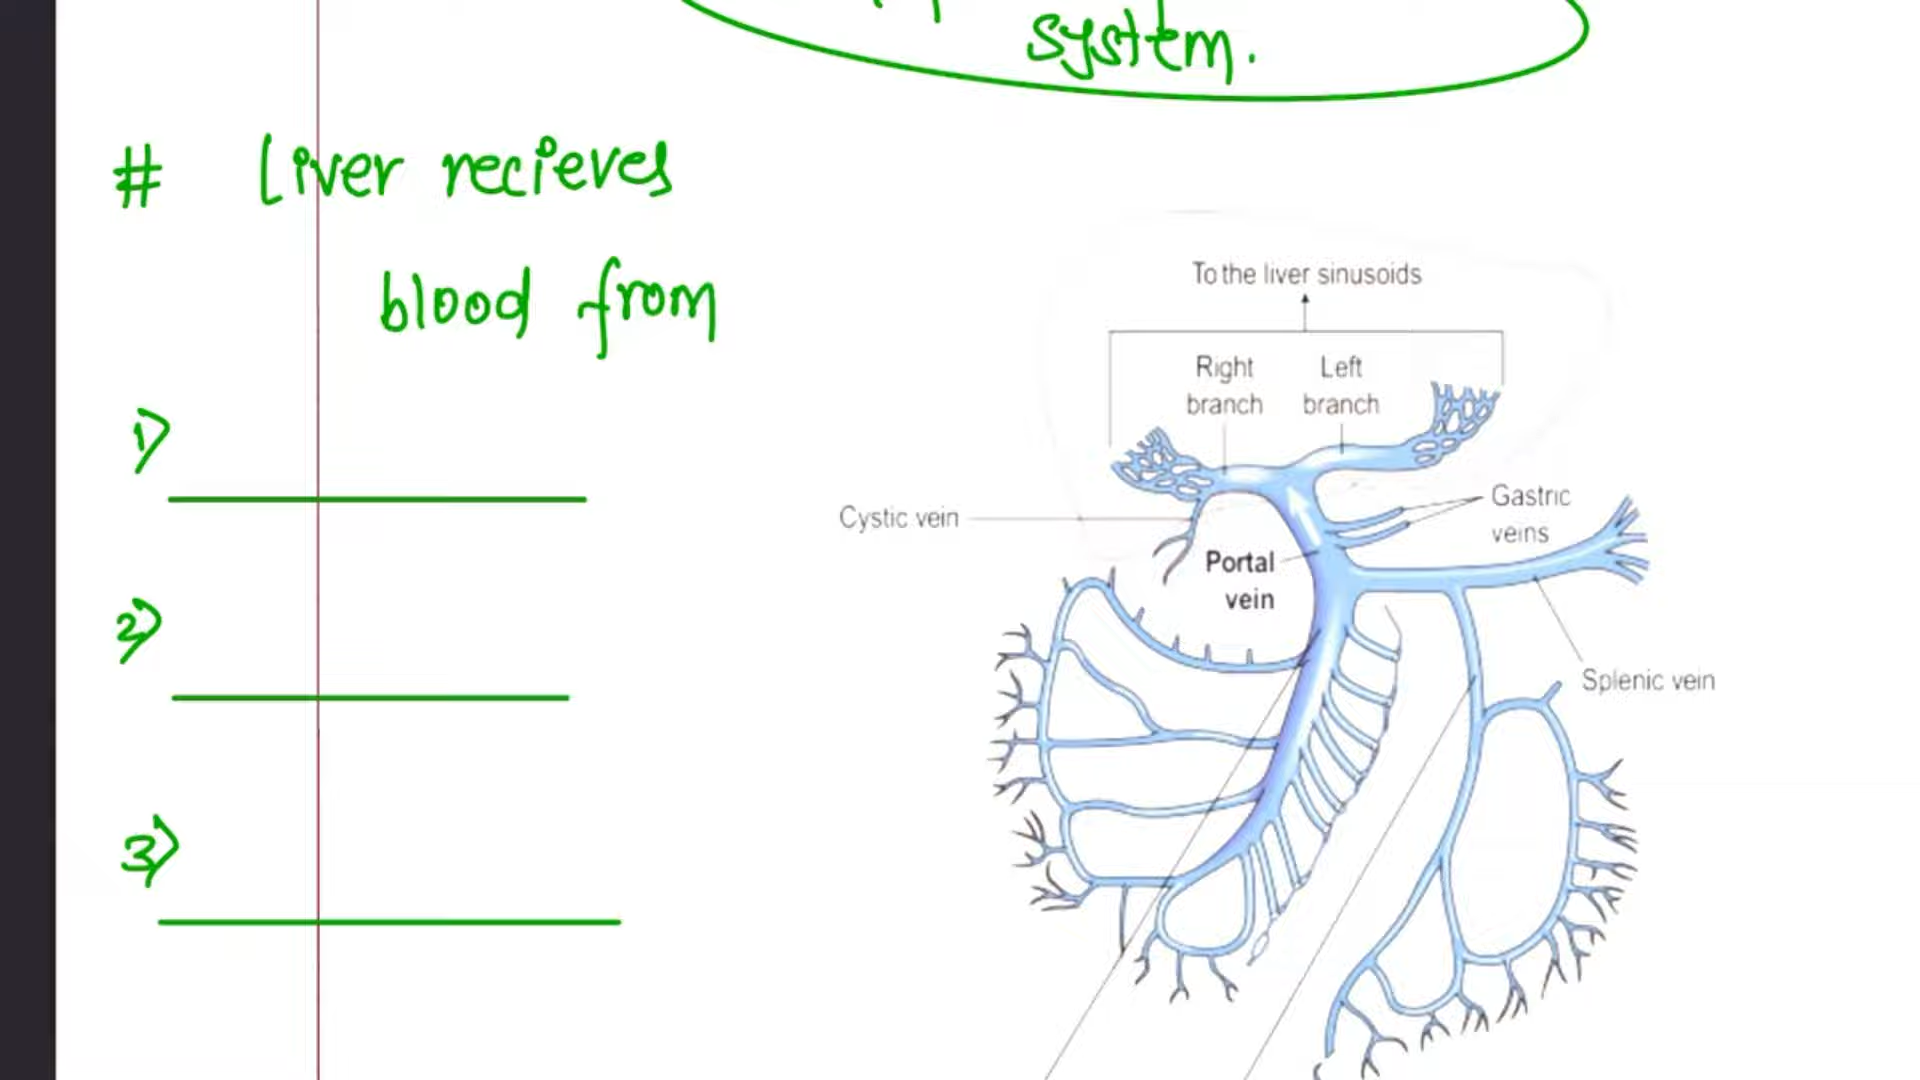 system.
# Liver recieves
blood from
1)
2)
3)
To the liver sinusoids
Right branch
Left branch
Cystic vein
Gastric veins
Portal vein
Splenic vein